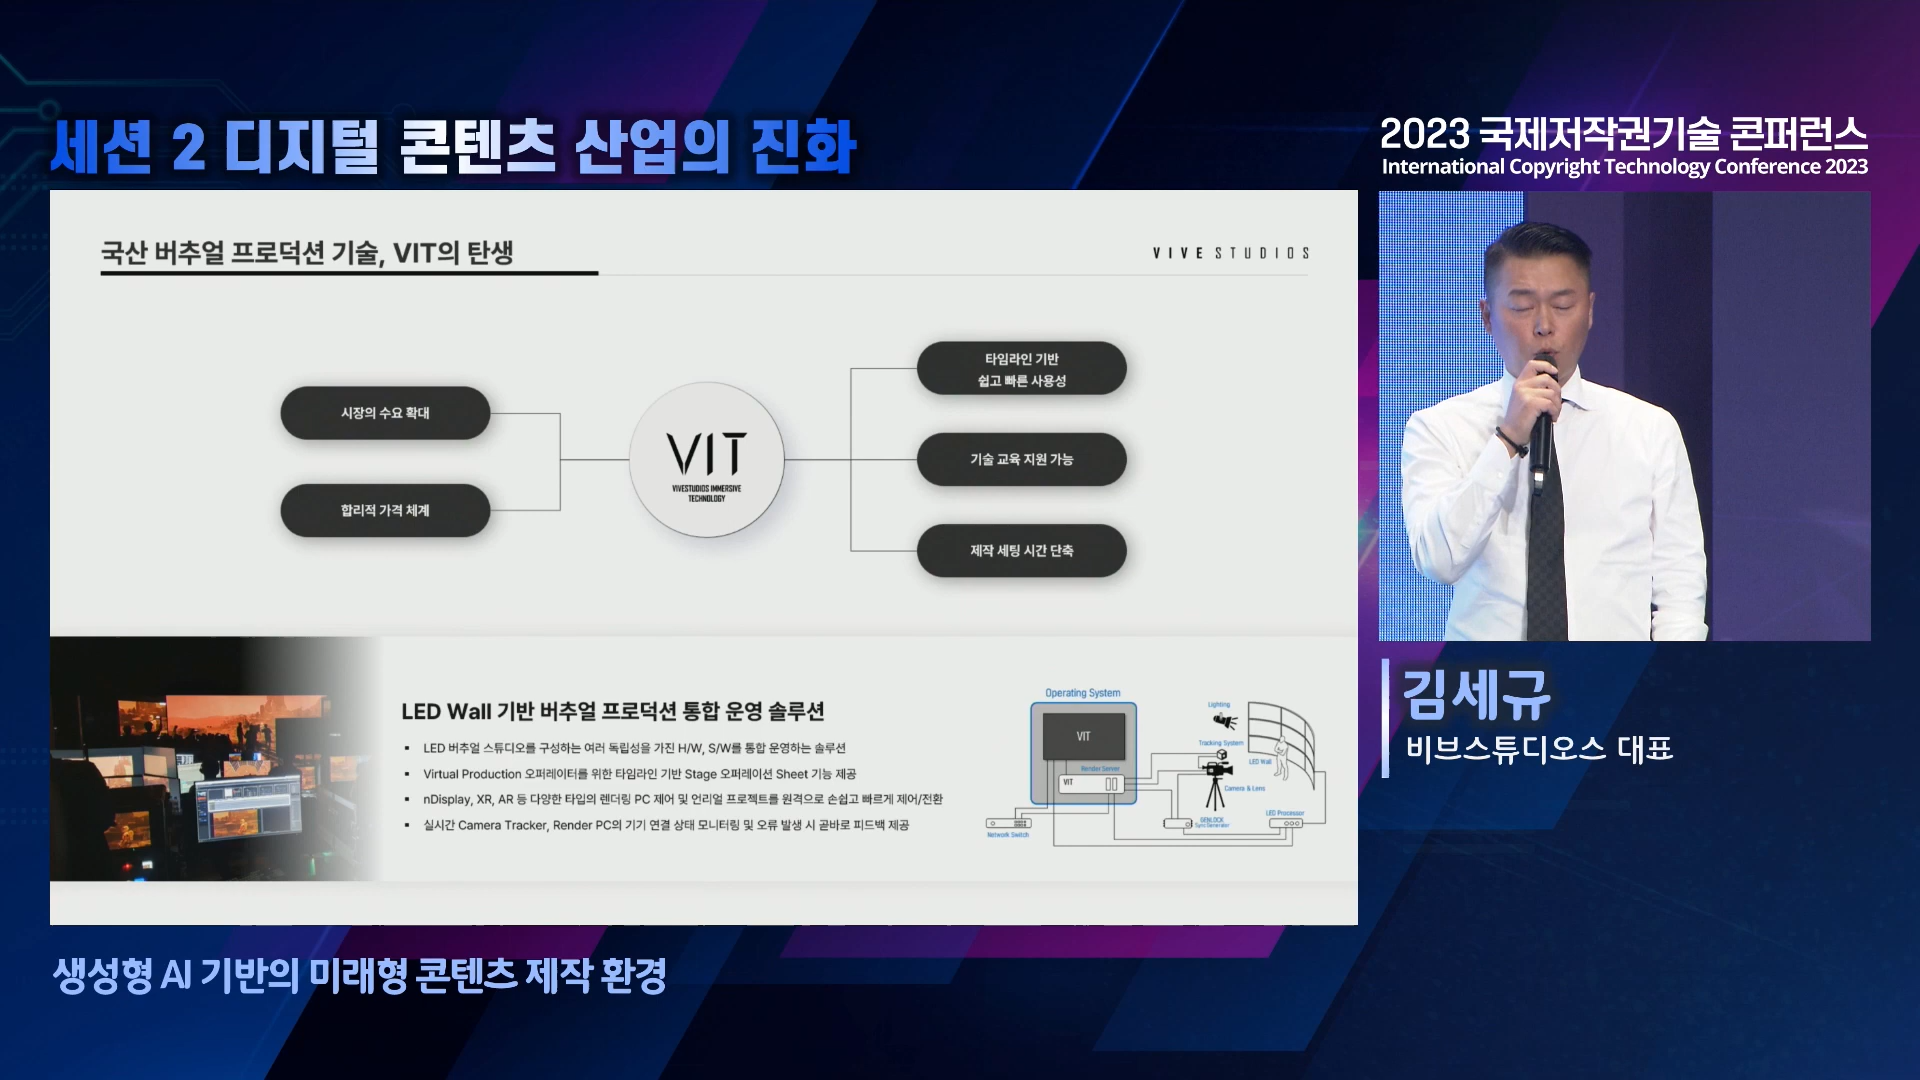 세션 2 디지털 콘텐츠 산업의 진화
2023 국제저작권기술 콘퍼런스
International Copyright Technology Conference 2023
국산 버추얼 프로덕션 기술, VIT의 탄생
VIVE STUDIOS
시장의 수요 확대
합리적 가격 체계
VIT
VIVESTUDIOS IMMERSIVE
TECHNOLOGY
타임라인 기반
쉽고 빠른 사용성
기술 교육 지원 가능
제작 세팅 시간 단축
LED Wall 기반 버추얼 프로덕션 통합 운영 솔루션
▪ LED 버추얼 스튜디오를 구성하는 여러 독립성을 가진 H/W, S/W를 통합 운영하는 솔루션
▪ Virtual Production 오퍼레이터를 위한 타임라인 기반 Stage 오퍼레이션 Sheet 기능 제공
▪ nDisplay, XR, AR 등 다양한 타입의 렌더링 PC 제어 및 언리얼 프로젝트를 원격으로 손쉽고 빠르게 제어/전환
▪ 실시간 Camera Tracker, Render PC의 기기 연결 상태 모니터링 및 오류 발생 시 곧바로 피드백 제공
Operating System
VIT
Render Server
VIT
Network Switch
Lighting
Tracking System
LED Wall
Camera & Lens
GENLOCK
Sync Generator
LED Processor
김세규
비브스튜디오스 대표
생성형 AI 기반의 미래형 콘텐츠 제작 환경